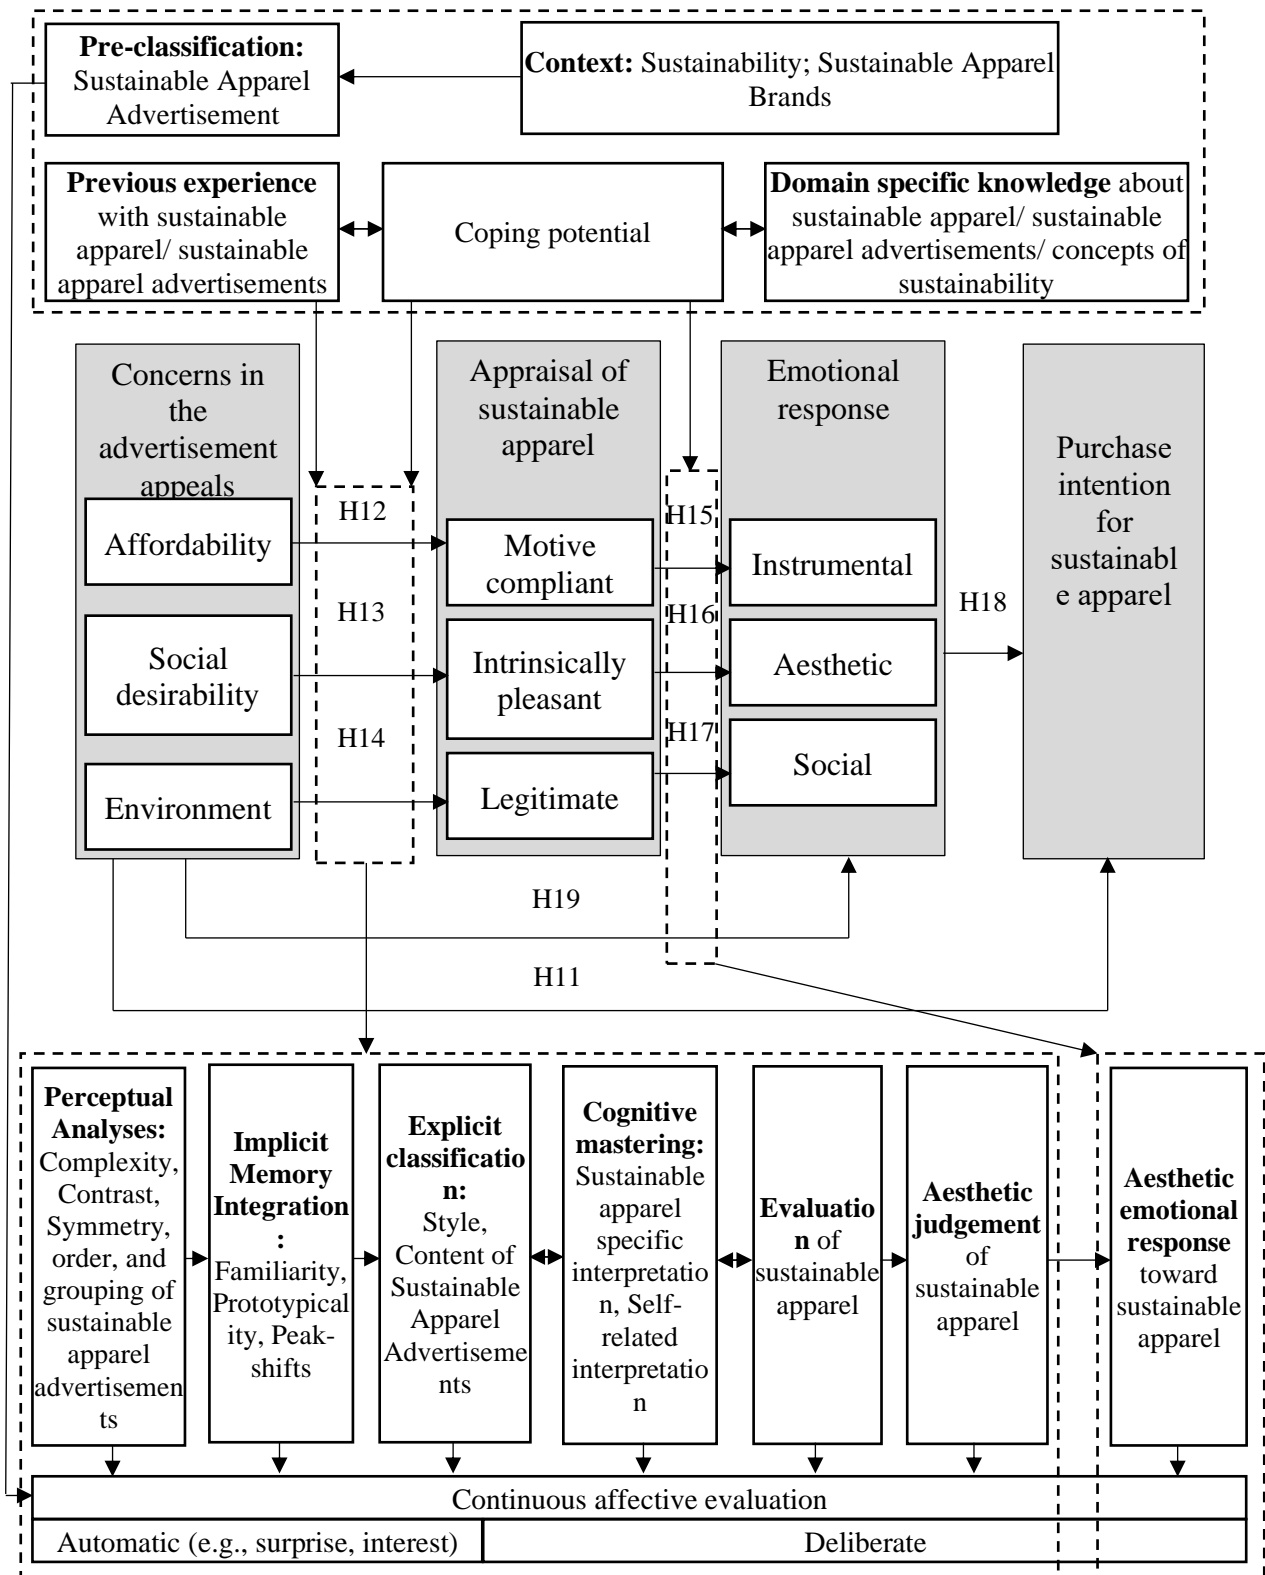 Pre-classification:
Sustainable Apparel
Advertisement
Context: Sustainability; Sustainable Apparel
Brands
Previous experience
with sustainable
apparel/ sustainable
apparel advertisements
Coping potential
Domain specific knowledge about
sustainable apparel/ sustainable
apparel advertisements/ concepts of
sustainability
Concerns in
the
advertisement
appeals
Appraisal of
sustainable
apparel
Emotional
response
Purchase
intention
for
sustainabl
e apparel
Affordability
Social
desirability
Environment
H12
H13
H14
Motive
compliant
Intrinsically
pleasant
Legitimate
H15
H16
H17
Instrumental
Aesthetic
Social
H18
H19
H11
Perceptual
Analyses:
Complexity,
Contrast,
Symmetry,
order, and
grouping of
sustainable
apparel
advertisemen
ts
Implicit
Memory
Integration
:
Familiarity,
Prototypical
ity, Peak-
shifts
Explicit
classificatio
n:
Style,
Content of
Sustainable
Apparel
Advertiseme
nts
Cognitive
mastering:
Sustainable
apparel
specific
interpretatio
n, Self-
related
interpretatio
n
Evaluatio
n of
sustainable
apparel
Aesthetic
judgement
of
sustainable
apparel
Aesthetic
emotional
response
toward
sustainable
apparel
Continuous affective evaluation
Automatic (e.g., surprise, interest)
Deliberate